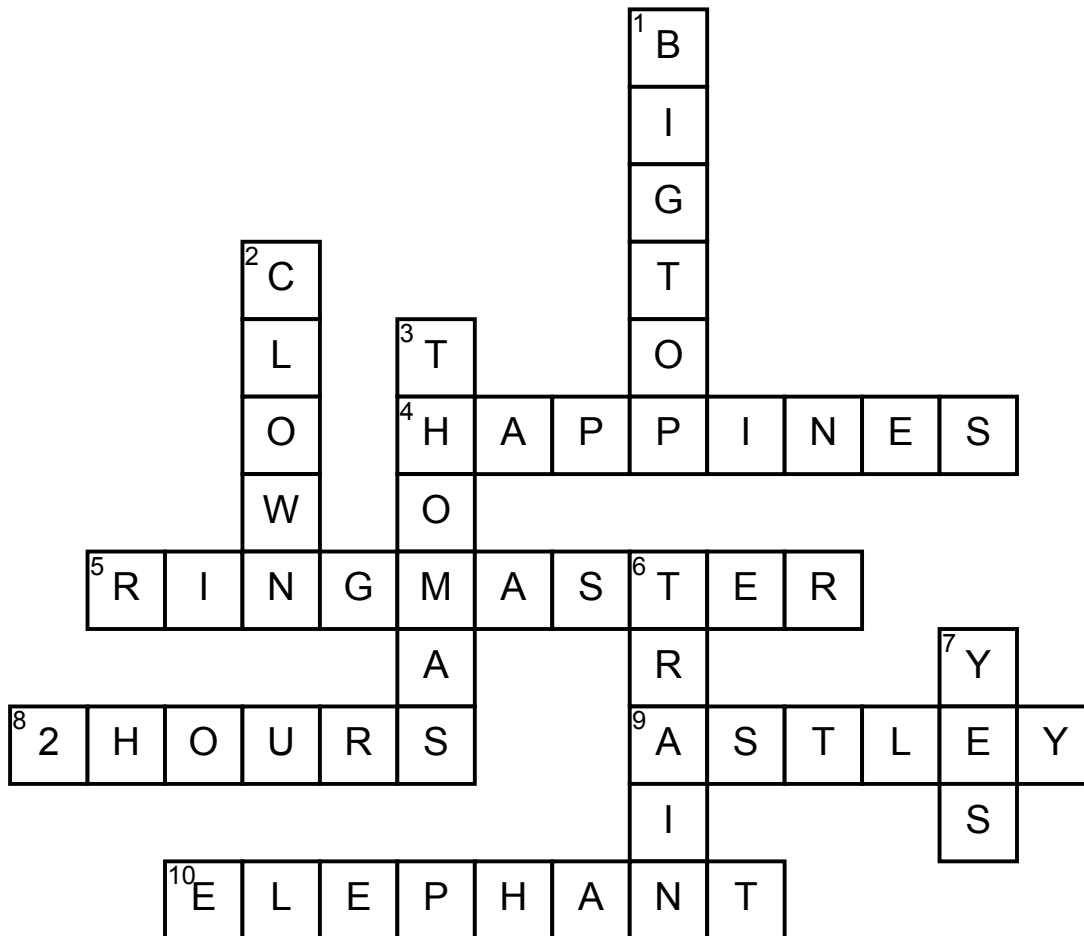 1 B
I
G
2 C T
L 3 T O
O 4 H A P P I N E S
W O
5 R I N G M A S 6 T E R
A R 7 Y
8 2 H O U R S 9 A S T L E Y
I S
10 E L E P H A N T